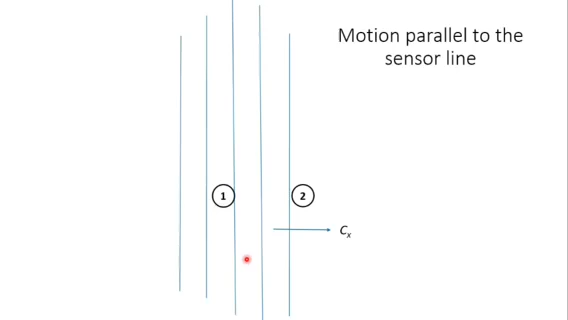 Motion parallel to the
sensor line
1
2
Cx